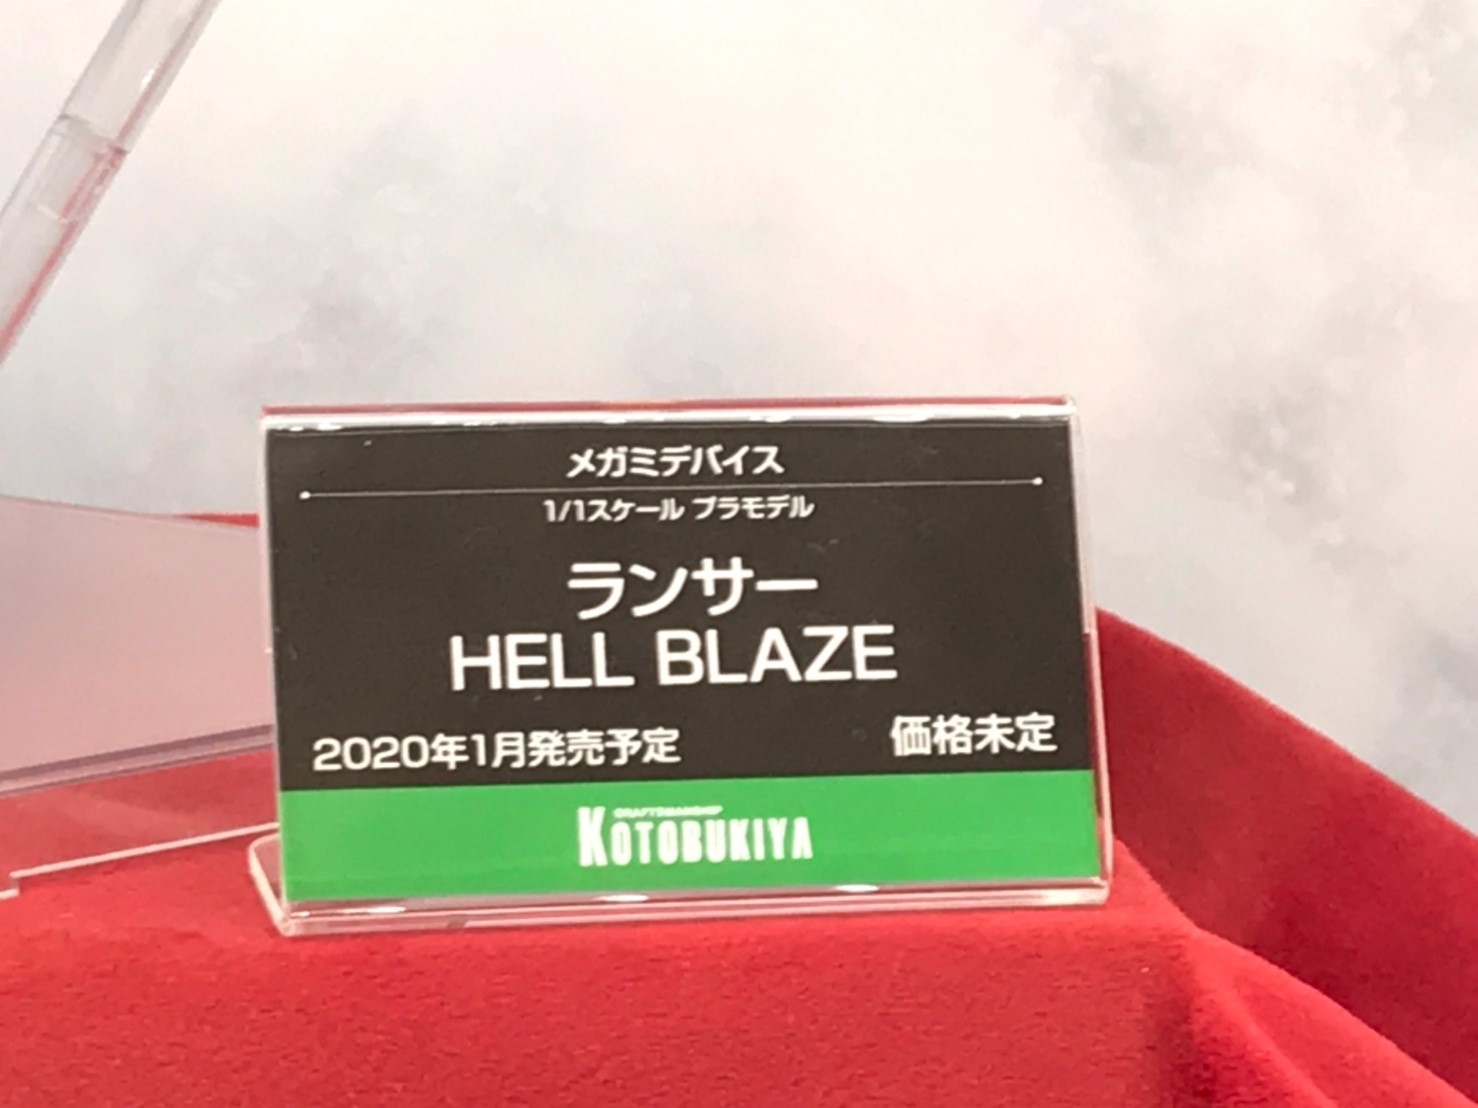 メガミデバイス
1/1スケール プラモデル
ランサー
HELL BLAZE
2020年1月発売予定 価格未定
CRAFTSMANSHIP
KOTOBUKIYA